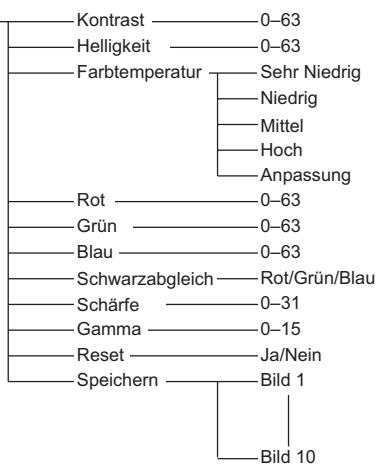 Kontrast 0–63
Helligkeit 0–63
Farbtemperatur Sehr Niedrig
Niedrig
Mittel
Hoch
Anpassung
Rot 0–63
Grün 0–63
Blau 0–63
Schwarzabgleich Rot/Grün/Blau
Schärfe 0–31
Gamma 0–15
Reset Ja/Nein
Speichern Bild 1
Bild 10